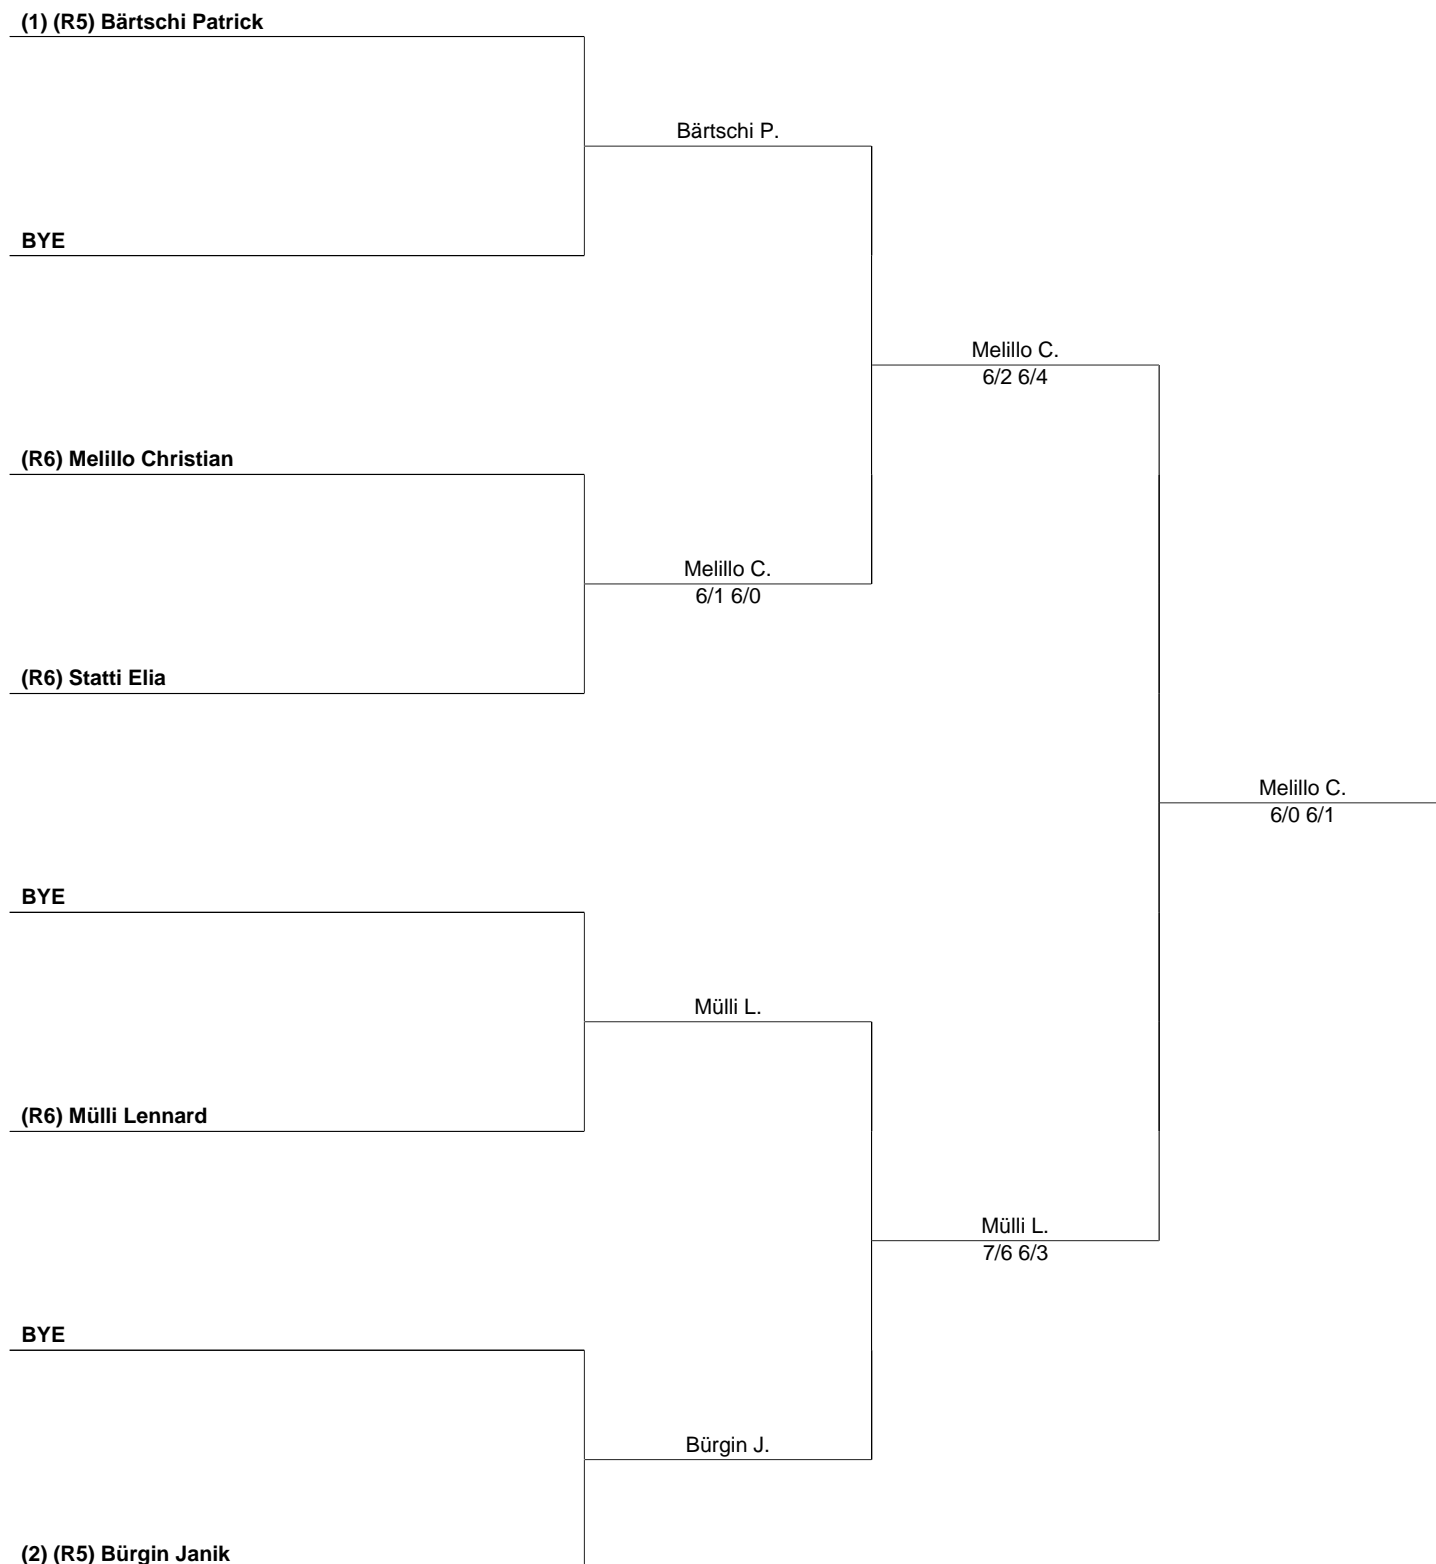 (1) (R5) Bärtschi Patrick
Bärtschi P.
BYE
Melillo C.
6/2 6/4
(R6) Melillo Christian
Melillo C.
6/1 6/0
(R6) Statti Elia
Melillo C.
6/0 6/1
BYE
Mülli L.
(R6) Mülli Lennard
Mülli L.
7/6 6/3
BYE
Bürgin J.
(2) (R5) Bürgin Janik